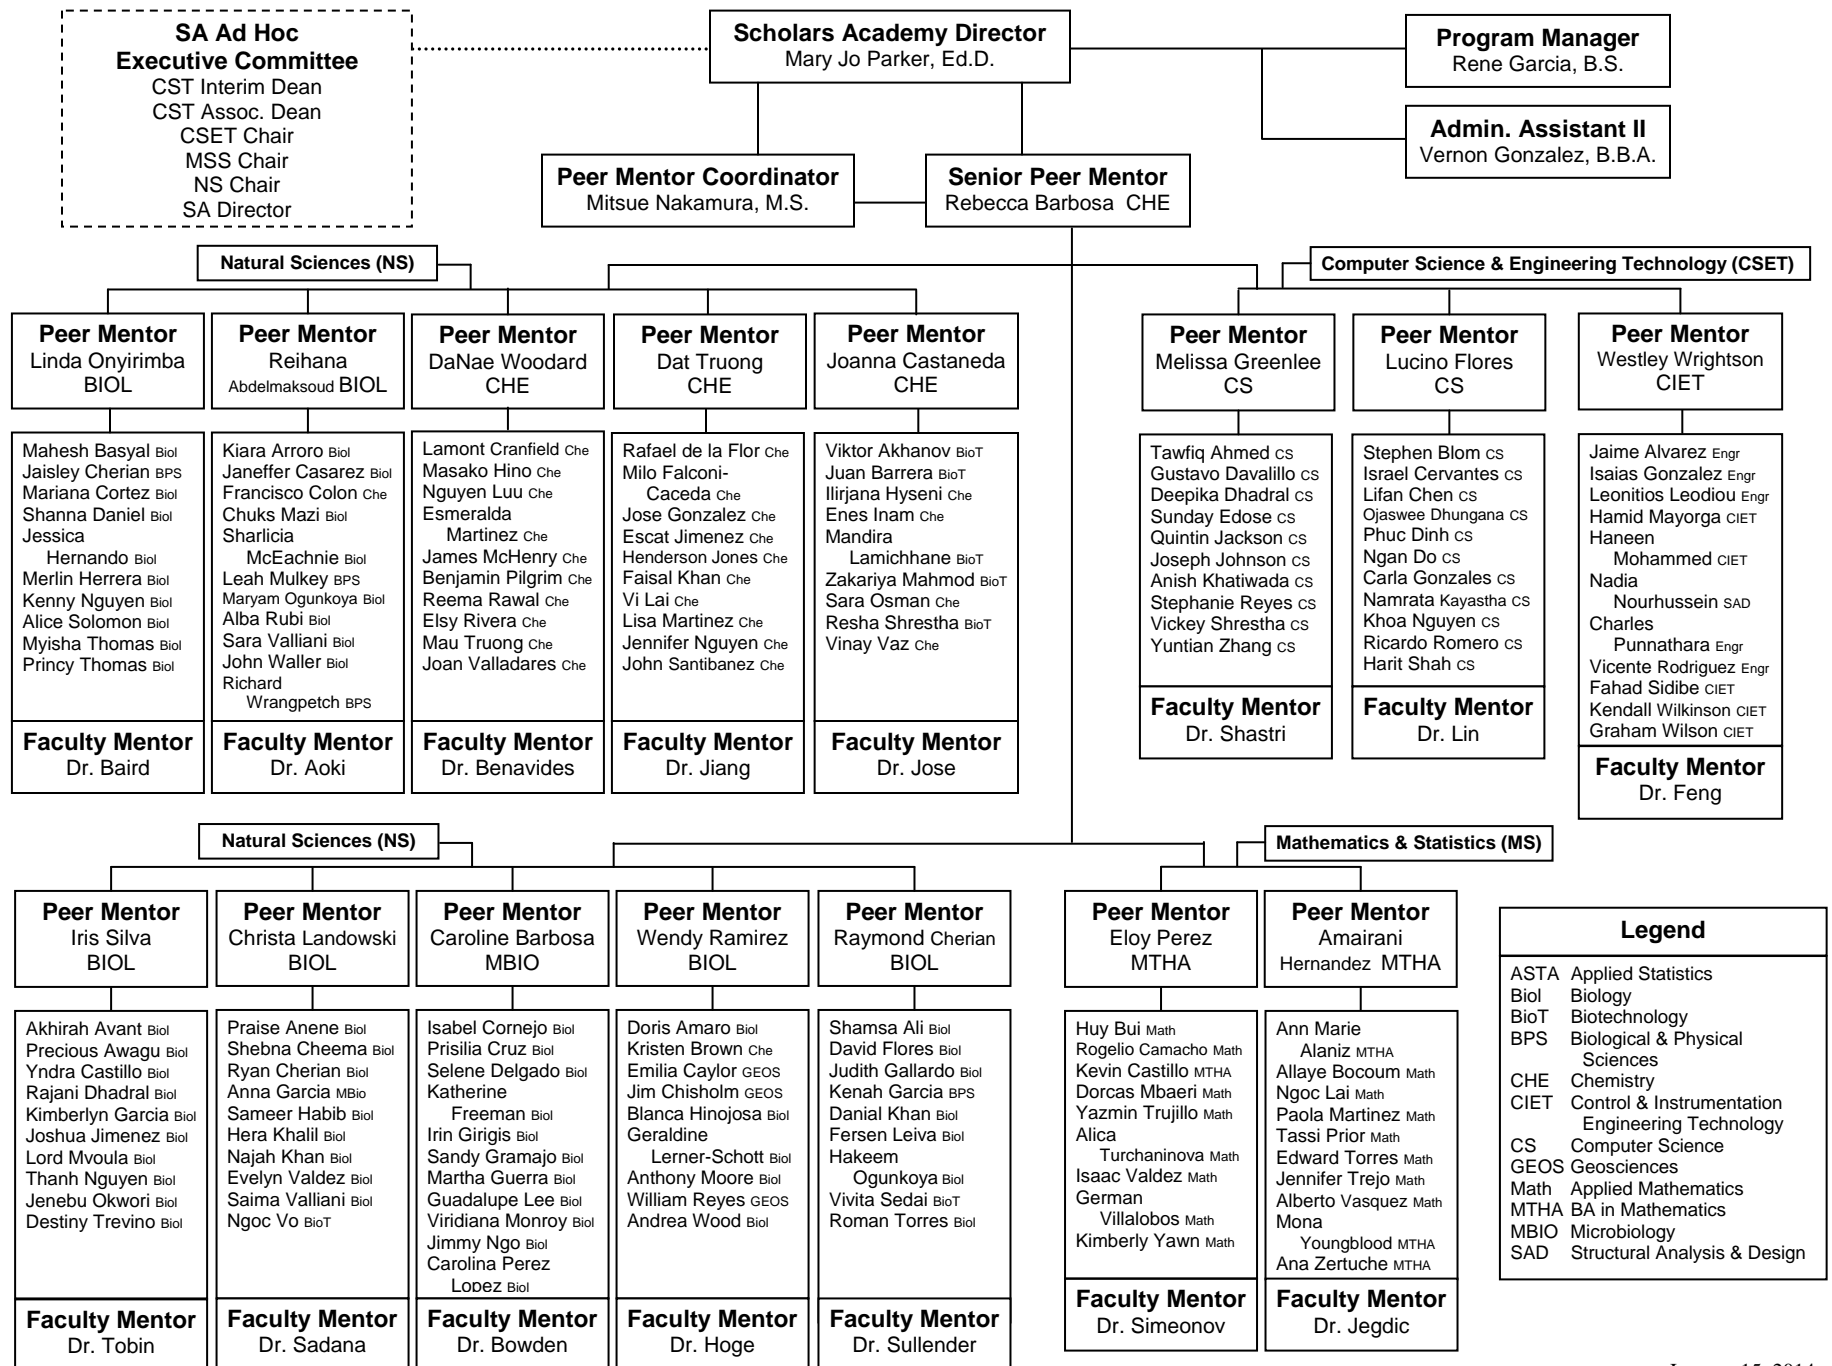 SA Ad Hoc
Executive Committee
CST Interim Dean
CST Assoc. Dean
CSET Chair
MSS Chair
NS Chair
SA Director
Scholars Academy Director
Mary Jo Parker, Ed.D.
Program Manager
Rene Garcia, B.S.
Admin. Assistant II
Vernon Gonzalez, B.B.A.
Peer Mentor Coordinator
Mitsue Nakamura, M.S.
Senior Peer Mentor
Rebecca Barbosa CHE
Natural Sciences (NS)
Computer Science & Engineering Technology (CSET)
Peer Mentor
Linda Onyirimba
BIOL
Mahesh Basyal Biol
Jaisley Cherian BPS
Mariana Cortez Biol
Shanna Daniel Biol
Jessica
Hernando Biol
Merlin Herrera Biol
Kenny Nguyen Biol
Alice Solomon Biol
Myisha Thomas Biol
Princy Thomas Biol
Faculty Mentor
Dr. Baird
Peer Mentor
Reihana
Abdelmaksoud BIOL
Kiara Arroro Biol
Janeffer Casarez Biol
Francisco Colon Che
Chuks Mazi Biol
Sharlicia
McEachnie Biol
Leah Mulkey BPS
Maryam Ogunkoya Biol
Alba Rubi Biol
Sara Valliani Biol
John Waller Biol
Richard
Wrangpetch BPS
Faculty Mentor
Dr. Aoki
Peer Mentor
DaNae Woodard
CHE
Lamont Cranfield Che
Masako Hino Che
Nguyen Luu Che
Esmeralda
Martinez Che
James McHenry Che
Benjamin Pilgrim Che
Reema Rawal Che
Elsy Rivera Che
Mau Truong Che
Joan Valladares Che
Faculty Mentor
Dr. Benavides
Peer Mentor
Dat Truong
CHE
Rafael de la Flor Che
Milo Falconi-
Caceda Che
Jose Gonzalez Che
Escat Jimenez Che
Henderson Jones Che
Faisal Khan Che
Vi Lai Che
Lisa Martinez Che
Jennifer Nguyen Che
John Santibanez Che
Faculty Mentor
Dr. Jiang
Peer Mentor
Joanna Castaneda
CHE
Viktor Akhanov BioT
Juan Barrera BioT
Ilirjana Hyseni Che
Enes Inam Che
Mandira
Lamichhane BioT
Zakariya Mahmod BioT
Sara Osman Che
Resha Shrestha BioT
Vinay Vaz Che
Faculty Mentor
Dr. Jose
Peer Mentor
Melissa Greenlee
CS
Tawfiq Ahmed CS
Gustavo Davalillo CS
Deepika Dhadral CS
Sunday Edose CS
Quintin Jackson CS
Joseph Johnson CS
Anish Khatiwada CS
Stephanie Reyes CS
Vickey Shrestha CS
Yuntian Zhang CS
Faculty Mentor
Dr. Shastri
Peer Mentor
Lucino Flores
CS
Stephen Blom CS
Israel Cervantes CS
Lifan Chen CS
Ojaswee Dhungana CS
Phuc Dinh CS
Ngan Do CS
Carla Gonzales CS
Namrata Kayastha CS
Khoa Nguyen CS
Ricardo Romero CS
Harit Shah CS
Faculty Mentor
Dr. Lin
Peer Mentor
Westley Wrightson
CIET
Jaime Alvarez Engr
Isaias Gonzalez Engr
Leonitios Leodiou Engr
Hamid Mayorga CIET
Haneen
Mohammed CIET
Nadia
Nourhussein SAD
Charles
Punnathara Engr
Vicente Rodriguez Engr
Fahad Sidibe CIET
Kendall Wilkinson CIET
Graham Wilson CIET
Faculty Mentor
Dr. Feng
Natural Sciences (NS)
Mathematics & Statistics (MS)
Peer Mentor
Iris Silva
BIOL
Akhirah Avant Biol
Precious Awagu Biol
Yndra Castillo Biol
Rajani Dhadral Biol
Kimberlyn Garcia Biol
Joshua Jimenez Biol
Lord Mvoula Biol
Thanh Nguyen Biol
Jenebu Okwori Biol
Destiny Trevino Biol
Faculty Mentor
Dr. Tobin
Peer Mentor
Christa Landowski
BIOL
Praise Anene Biol
Shebna Cheema Biol
Ryan Cherian Biol
Anna Garcia MBio
Sameer Habib Biol
Hera Khalil Biol
Najah Khan Biol
Evelyn Valdez Biol
Saima Valliani Biol
Ngoc Vo BioT
Faculty Mentor
Dr. Sadana
Peer Mentor
Caroline Barbosa
MBIO
Isabel Cornejo Biol
Prisilia Cruz Biol
Selene Delgado Biol
Katherine
Freeman Biol
Irin Girigis Biol
Sandy Gramajo Biol
Martha Guerra Biol
Guadalupe Lee Biol
Viridiana Monroy Biol
Jimmy Ngo Biol
Carolina Perez
Lopez Biol
Faculty Mentor
Dr. Bowden
Peer Mentor
Wendy Ramirez
BIOL
Doris Amaro Biol
Kristen Brown Che
Emilia Caylor GEOS
Jim Chisholm GEOS
Blanca Hinojosa Biol
Geraldine
Lerner-Schott Biol
Anthony Moore Biol
William Reyes GEOS
Andrea Wood Biol
Faculty Mentor
Dr. Hoge
Peer Mentor
Raymond Cherian
BIOL
Shamsa Ali Biol
David Flores Biol
Judith Gallardo Biol
Kenah Garcia BPS
Danial Khan Biol
Fersen Leiva Biol
Hakeem
Ogunkoya Biol
Vivita Sedai BioT
Roman Torres Biol
Faculty Mentor
Dr. Sullender
Peer Mentor
Eloy Perez
MTHA
Huy Bui Math
Rogelio Camacho Math
Kevin Castillo MTHA
Dorcas Mbaeri Math
Yazmin Trujillo Math
Alica
Turchaninova Math
Isaac Valdez Math
German
Villalobos Math
Kimberly Yawn Math
Faculty Mentor
Dr. Simeonov
Peer Mentor
Amairani
Hernandez MTHA
Ann Marie
Alaniz MTHA
Allaye Bocoum Math
Ngoc Lai Math
Paola Martinez Math
Tassi Prior Math
Edward Torres Math
Jennifer Trejo Math
Alberto Vasquez Math
Mona
Youngblood MTHA
Ana Zertuche MTHA
Faculty Mentor
Dr. Jegdic
Legend
ASTA Applied Statistics
Biol Biology
BioT Biotechnology
BPS Biological & Physical
Sciences
CHE Chemistry
CIET Control & Instrumentation
Engineering Technology
CS Computer Science
GEOS Geosciences
Math Applied Mathematics
MTHA BA in Mathematics
MBIO Microbiology
SAD Structural Analysis & Design